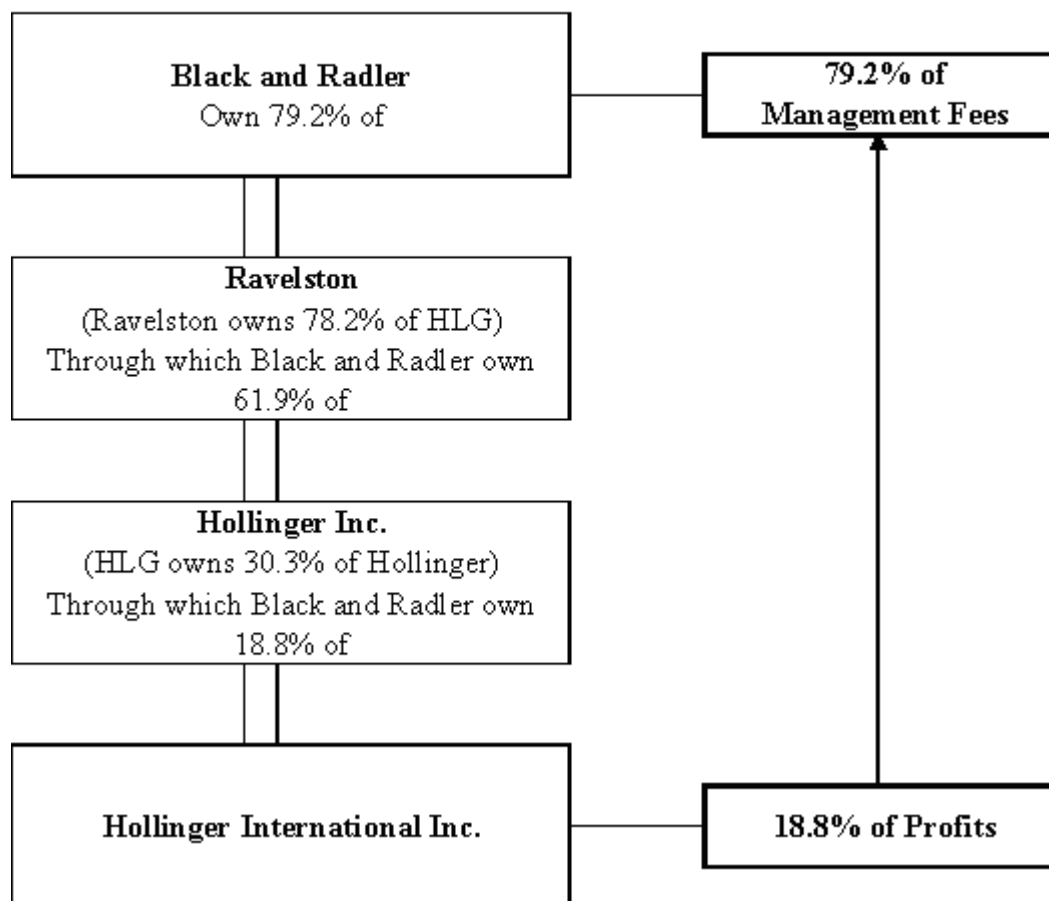 Black and Radler
Own 79.2% of
79.2% of
Management Fees
Ravelston
(Ravelston owns 78.2% of HLG)
Through which Black and Radler own
61.9% of
Hollinger Inc.
(HLG owns 30.3% of Hollinger)
Through which Black and Radler own
18.8% of
Hollinger International Inc.
18.8% of Profits